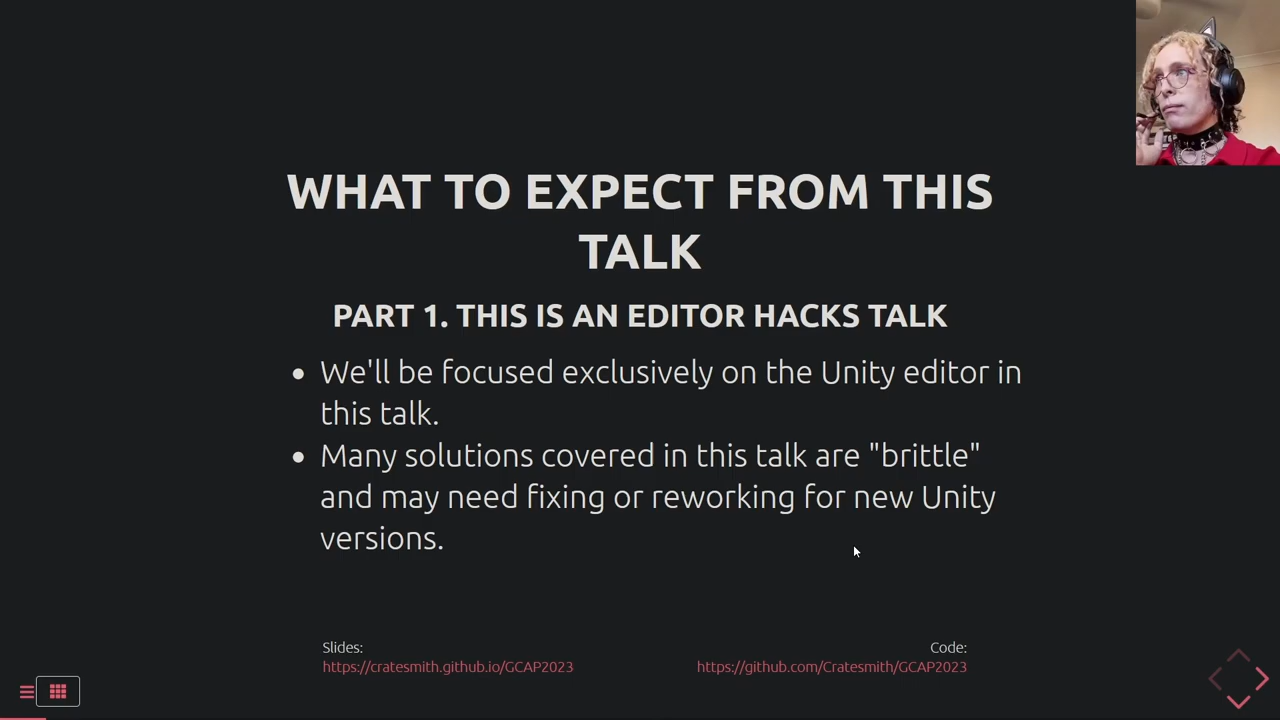 WHAT TO EXPECT FROM THIS
TALK
PART 1. THIS IS AN EDITOR HACKS TALK
We'll be focused exclusively on the Unity editor in
this talk.
Many solutions covered in this talk are "brittle"
and may need fixing or reworking for new Unity
versions.
Slides:
https://cratesmith.github.io/GCAP2023
Code:
https://github.com/Cratesmith/GCAP2023